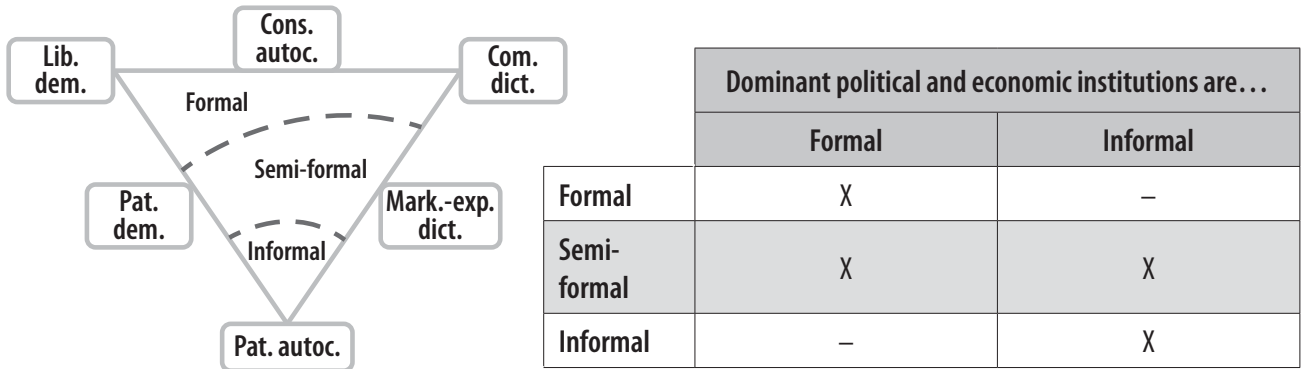 Cons.
autoc.
Lib.
dem.
Com.
dict.
Formal
Semi-formal
Pat.
dem.
Mark.-exp.
dict.
Informal
Pat. autoc.
Dominant political and economic institutions are…
Formal Informal
Formal X –
Semi-
formal X X
Informal – X